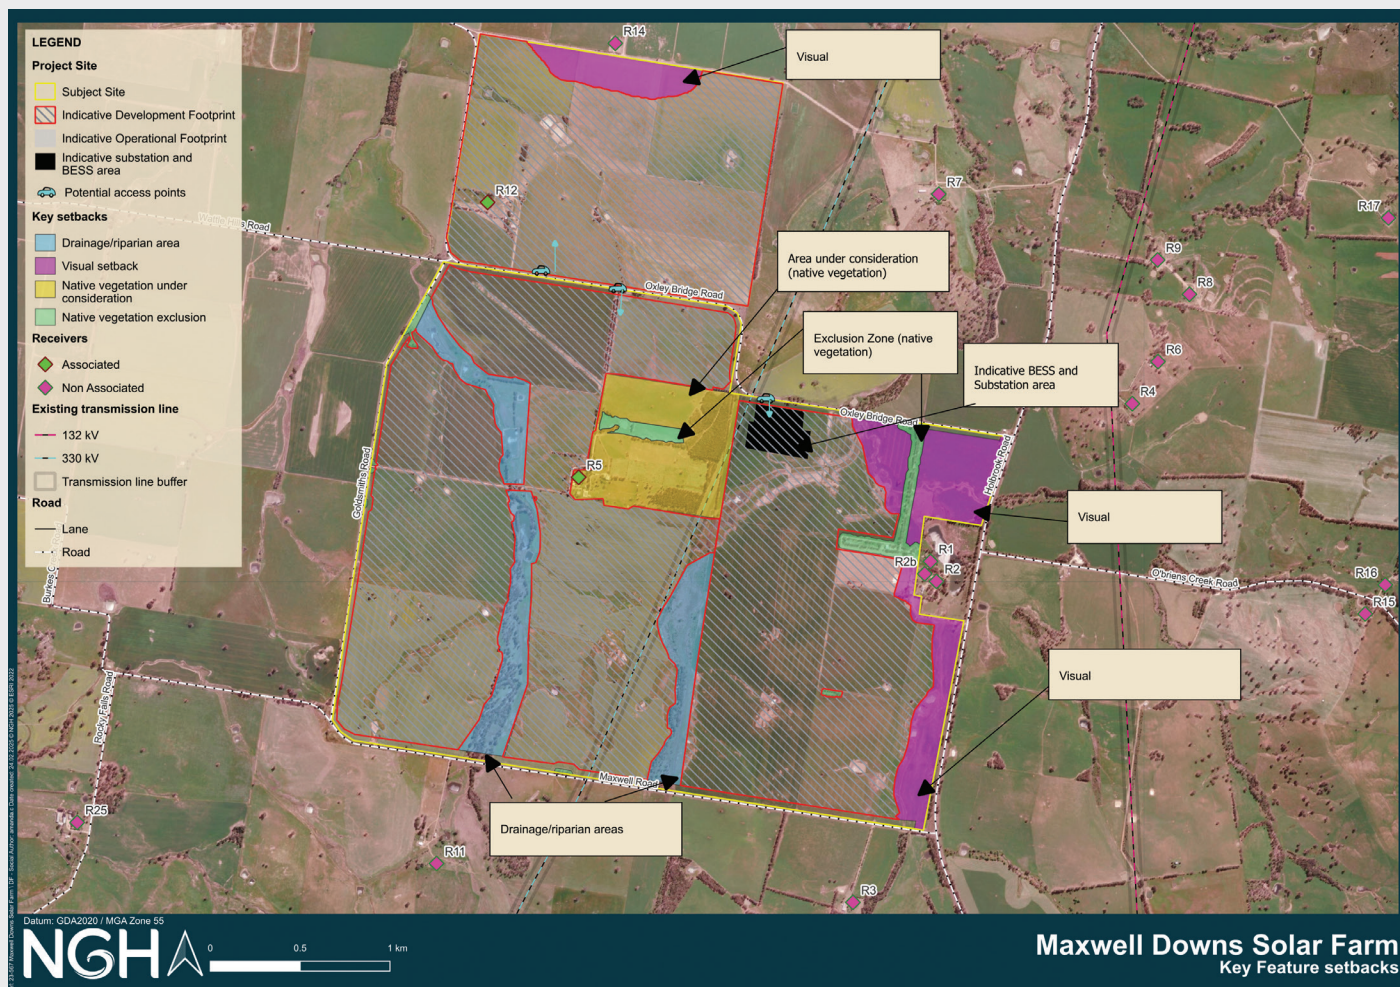 LEGEND
Project Site
Subject Site
Indicative Development Footprint
Indicative Operational Footprint
Indicative substation and
BESS area
Potential access points
Key setbacks
Drainage/riparian area
Visual setback
Native vegetation under
consideration
Native vegetation exclusion
Receivers
Associated
Non Associated
Existing transmission line
132 kV
330 kV
Transmission line buffer
Road
Lane
Road
R14
Visual
R12
R7
R17
Road
R9
R8
Area under consideration
(native vegetation)
Oxley Bridge Road
Exclusion Zone (native
vegetation)
Indicative BESS and
Substation area
R6
R4
Oxley Bridge Road
Holbrook Road
Goldsmiths Road
R5
Visual
R1
R2b
R2
O'briens Creek Road
R16
R15
Burkes
Visual
Rocky Falls Road
Maxwell Road
Drainage/riparian areas
R25
R11
R3
Datum: GDA2020 / MGA Zone 55
NGH
0 0.5 1 km
Maxwell Downs Solar Farm
Key Feature setbacks